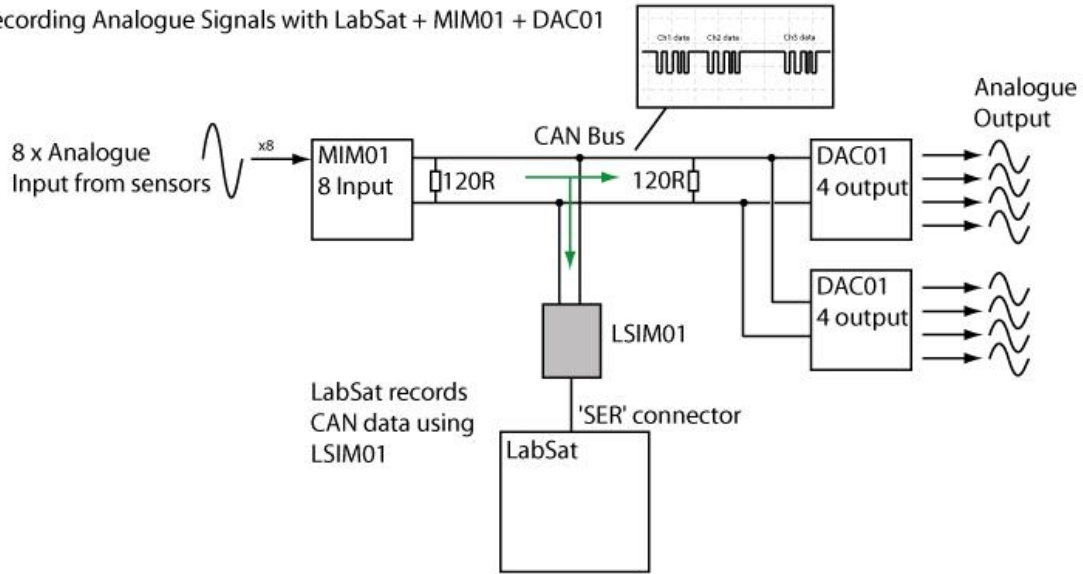 ecording Analogue Signals with LabSat + MIM01 + DAC01
Ch1 data Ch2 data Ch3 data
Analogue
Output
CAN Bus
8 x Analogue
Input from sensors
x8
MIM01
8 Input
120R
120R
DAC01
4 output
DAC01
4 output
LSIM01
LabSat records
CAN data using
LSIM01
'SER' connector
LabSat